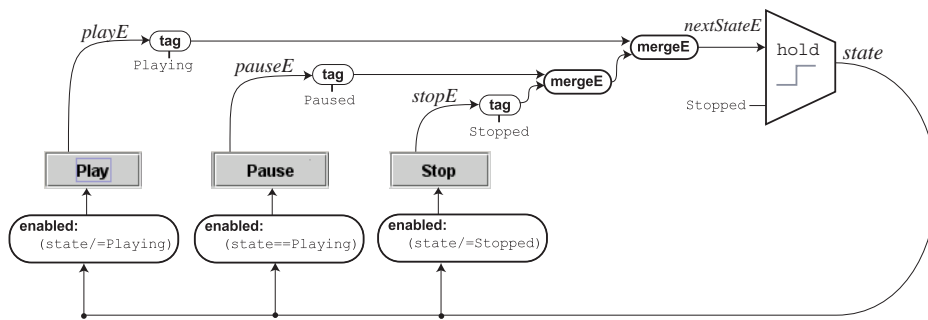 playE
tag
Playing
pauseE
tag
Paused
stopE
tag
Stopped
mergeE
mergeE
nextStateE
hold
Stopped
state
Play
Pause
Stop
enabled:
(state/=Playing)
enabled:
(state==Playing)
enabled:
(state/=Stopped)